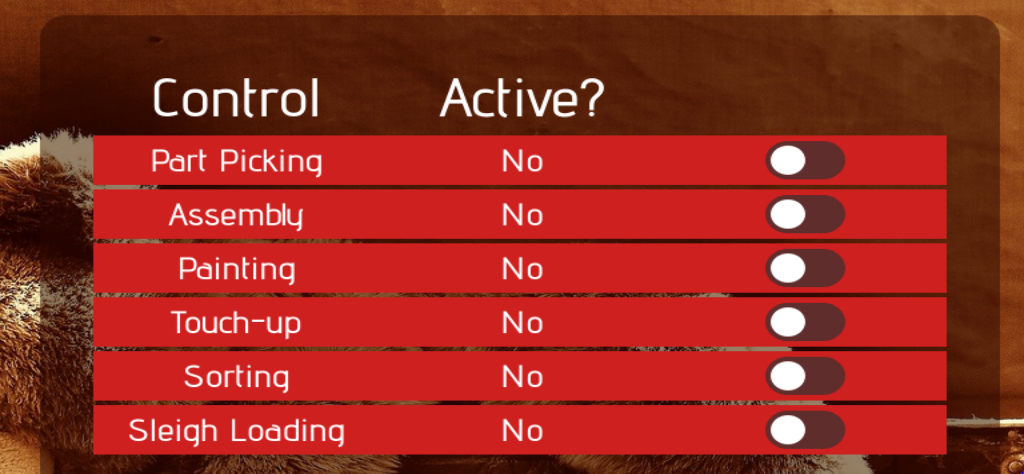 Control Active?
Part Picking No
Assembly No
Painting No
Touch-up No
Sorting No
Sleigh Loading No